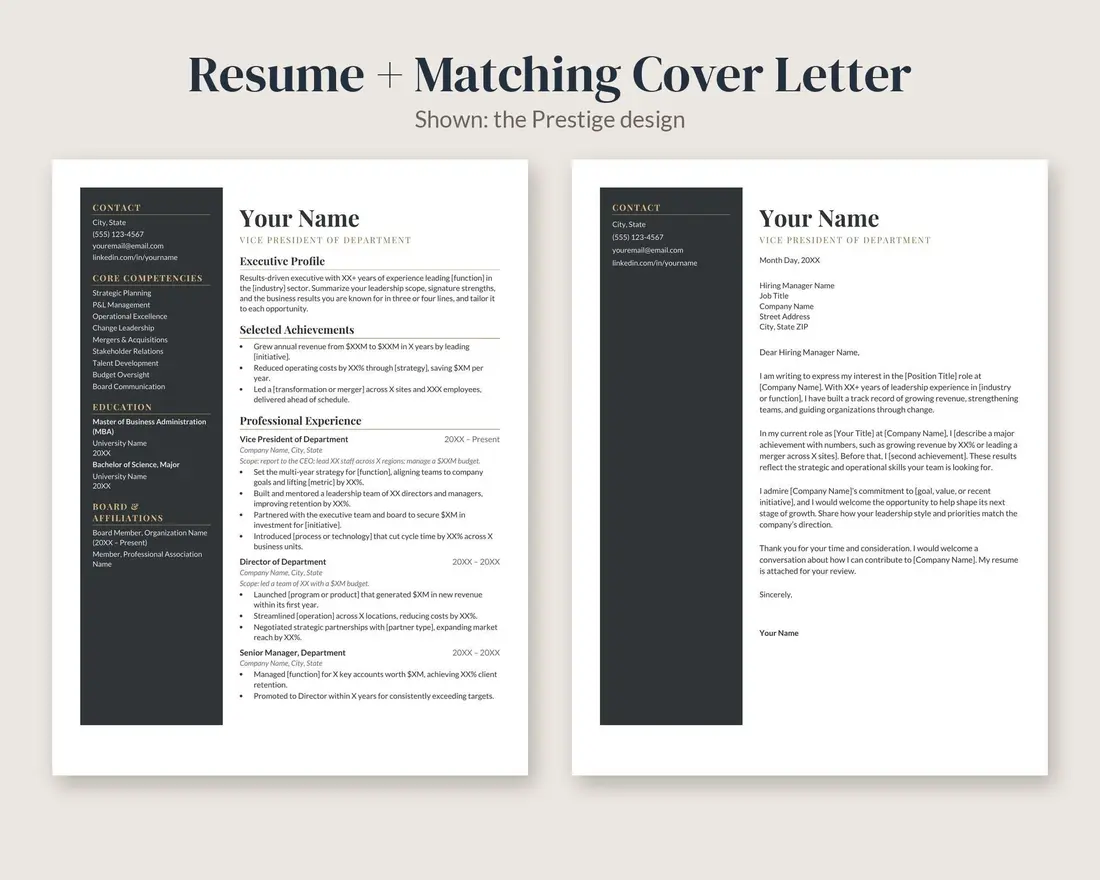 Resume + Matching Cover Letter
Shown: the Prestige design
CONTACT
City, State
(555) 123-4567
youremail@email.com
linkedin.com/in/yourname
CORE COMPETENCIES
Strategic Planning
P&L Management
Operational Excellence
Change Leadership
Mergers & Acquisitions
Stakeholder Relations
Talent Development
Budget Oversight
Board Communication
EDUCATION
Master of Business Administration
(MBA)
University Name
20XX
Bachelor of Science, Major
University Name
20XX
BOARD &
AFFILIATIONS
Board Member, Organization Name
(20XX – Present)
Member, Professional Association
Name
Your Name
VICE PRESIDENT OF DEPARTMENT
Executive Profile
Results-driven executive with XX+ years of experience leading [function] in
the [industry] sector. Summarize your leadership scope, signature strengths,
and the business results you are known for in three or four lines, and tailor it
to each opportunity.
Selected Achievements
• Grew annual revenue from $XXM to $XXM in X years by leading
[initiative].
• Reduced operating costs by XX% through [strategy], saving $XM per
year.
• Led a [transformation or merger] across X sites and XXX employees,
delivered ahead of schedule.
Professional Experience
Vice President of Department 20XX – Present
Company Name, City, State
Scope: report to the CEO; lead XX staff across X regions; manage a $XXM budget.
• Set the multi-year strategy for [function], aligning teams to company
goals and lifting [metric] by XX%.
• Built and mentored a leadership team of XX directors and managers,
improving retention by XX%.
• Partnered with the executive team and board to secure $XM in
investment for [initiative].
• Introduced [process or technology] that cut cycle time by XX% across X
business units.
Director of Department 20XX – 20XX
Company Name, City, State
Scope: led a team of XX with a $XM budget.
• Launched [program or product] that generated $XM in new revenue
within its first year.
• Streamlined [operation] across X locations, reducing costs by XX%.
• Negotiated strategic partnerships with [partner type], expanding market
reach by XX%.
Senior Manager, Department 20XX – 20XX
Company Name, City, State
• Managed [function] for X key accounts worth $XM, achieving XX% client
retention.
• Promoted to Director within X years for consistently exceeding targets.
CONTACT
City, State
(555) 123-4567
youremail@email.com
linkedin.com/in/yourname
Your Name
VICE PRESIDENT OF DEPARTMENT
Month Day, 20XX
Hiring Manager Name
Job Title
Company Name
Street Address
City, State ZIP
Dear Hiring Manager Name,
I am writing to express my interest in the [Position Title] role at
[Company Name]. With XX+ years of leadership experience in [industry
or function], I have built a track record of growing revenue, strengthening
teams, and guiding organizations through change.
In my current role as [Your Title] at [Company Name], I [describe a major
achievement with numbers, such as growing revenue by XX% or leading a
merger across X sites]. Before that, I [second achievement]. These results
reflect the strategic and operational skills your team is looking for.
I admire [Company Name]'s commitment to [goal, value, or recent
initiative], and I would welcome the opportunity to help shape its next
stage of growth. Share how your leadership style and priorities match the
company's direction.
Thank you for your time and consideration. I would welcome a
conversation about how I can contribute to [Company Name]. My resume
is attached for your review.
Sincerely,
Your Name